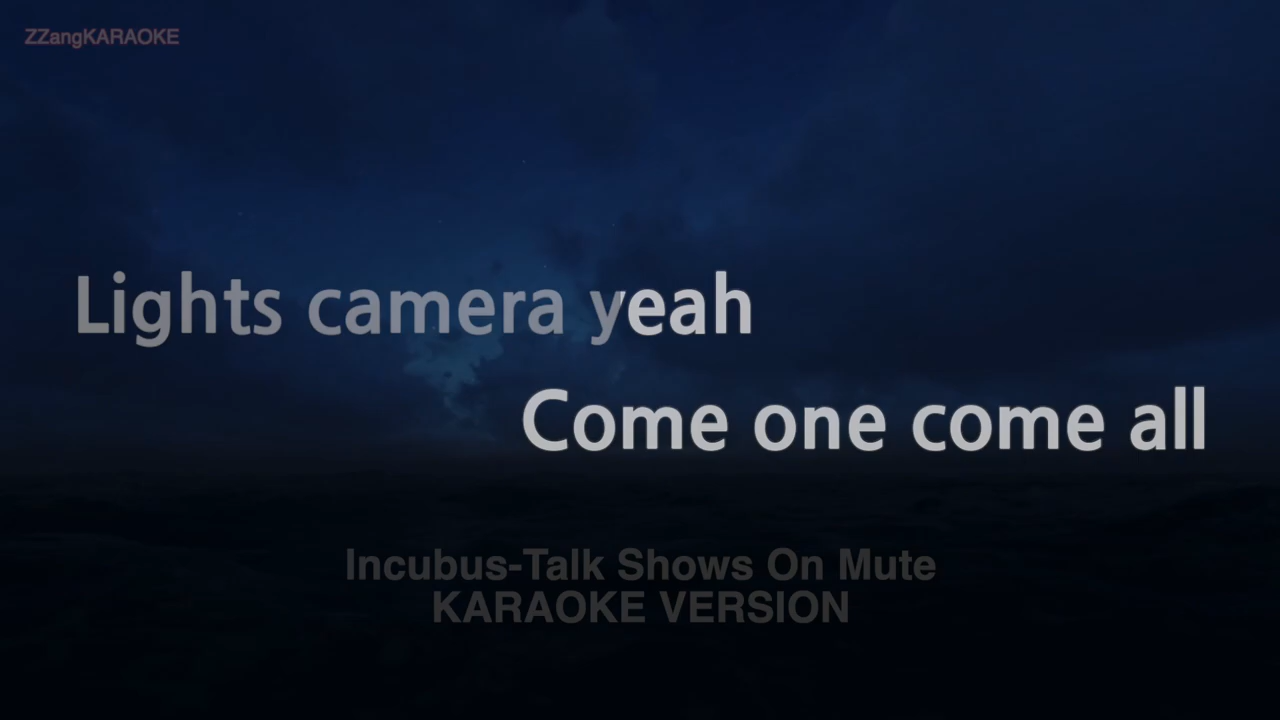 ZZangKARAOKE
Lights camera yeah
Come one come all
Incubus-Talk Shows On Mute
KARAOKE VERSION